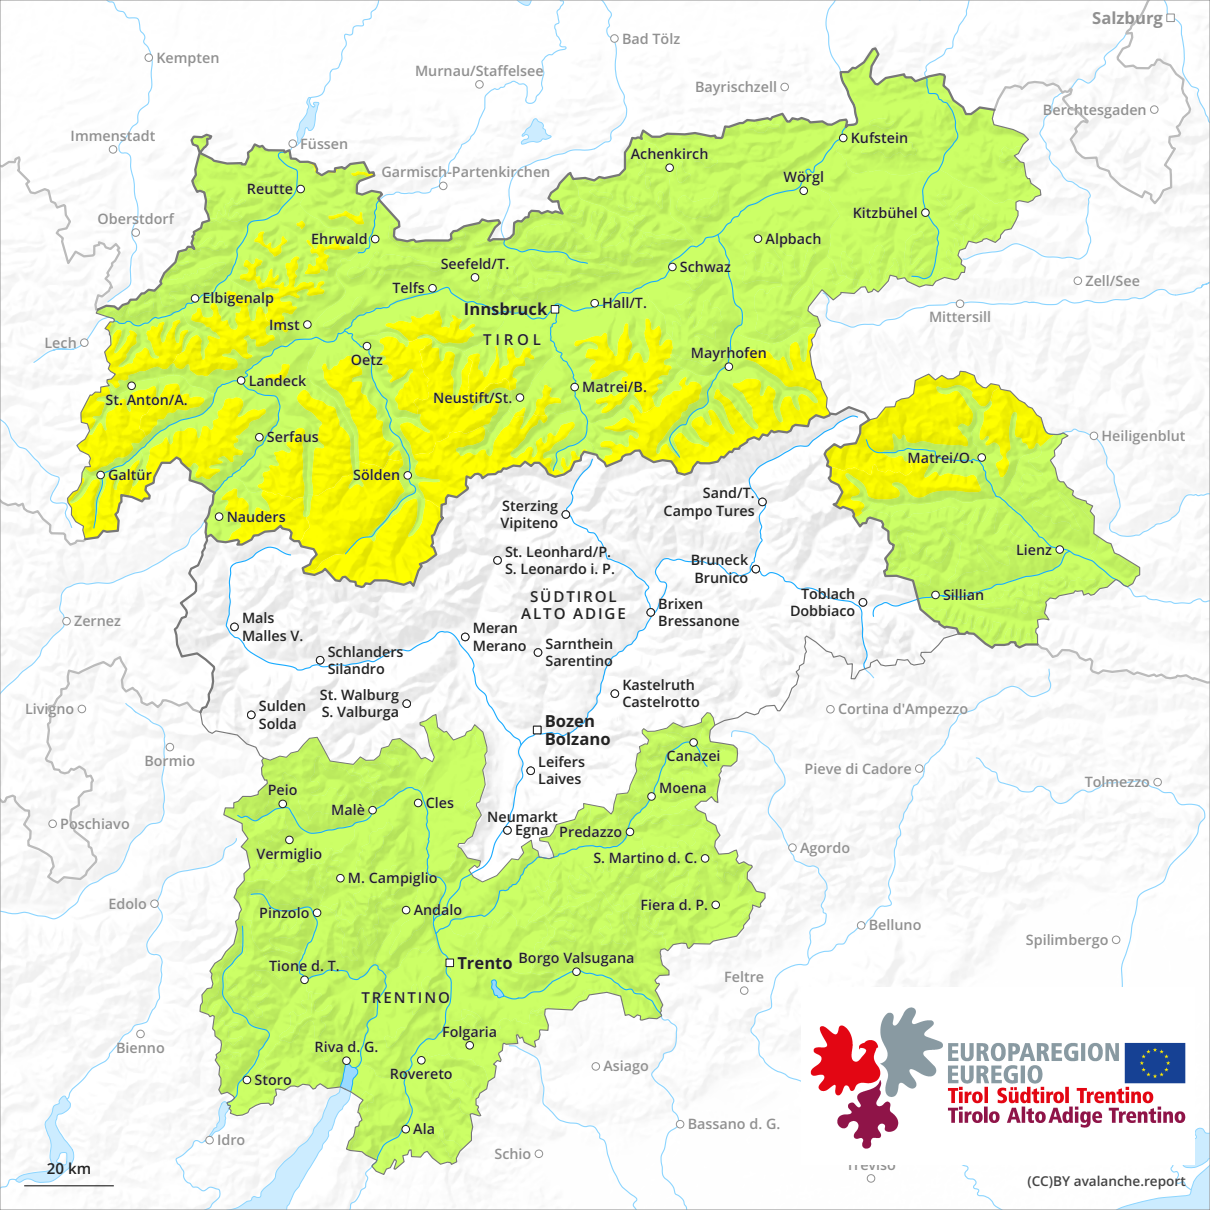 Salzburg
Bad Tölz
Kempten
Murnau/Staffelsee
Bayrischzell
Berchtesgaden
Immenstadt
Füssen
Kufstein
Achenkirch
Garmisch-Partenkirchen
Wörgl
Reutte
Oberstdorf
Kitzbühel
Ehrwald
Alpbach
Seefeld/T.
Schwaz
Zell/See
Telfs
Elbigenalp
Hall/T.
Innsbruck
Mittersill
Imst
TIROL
Lech
Oetz
Mayrhofen
Landeck
Matrei/B.
St. Anton/A.
Neustift/St.
Serfaus
Heiligenblut
Matrei/O.
Galtür
Sölden
Sand/T.
Campo Tures
Sterzing
Vipiteno
Nauders
St. Leonhard/P.
S. Leonardo i. P.
Lienz
Bruneck
Brunico
SÜDTIROL
ALTO ADIGE
Toblach
Dobbiaco
Sillian
Brixen
Bressanone
Mals
Malles V.
Zernez
Meran
Merano
Sarnthein
Sarentino
Schlanders
Silandro
Kastelruth
Castelrotto
St. Walburg
S. Valburga
Sulden
Solda
Livigno
Cortina d'Ampezzo
Bozen
Bolzano
Bormio
Canazei
Leifers
Laives
Pieve di Cadore
Tolmezzo
Peio
Moena
Malè
Cles
Neumarkt
Egna
Predazzo
Poschiavo
Vermiglio
S. Martino d. C.
Agordo
M. Campiglio
Edolo
Pinzolo
Andalo
Fiera d. P.
Belluno
Spilimbergo
Trento
Borgo Valsugana
Tione d. T.
Feltre
TRENTINO
Folgaria
Bienno
Riva d. G.
Rovereto
Asiago
Storo
EUROPAREGION
EUREGIO
Tirol Südtirol Trentino
Tirolo Alto Adige Trentino
Ala
Bassano d. G.
Idro
Schio
Treviso
20 km
(CC)BY avalanche.report